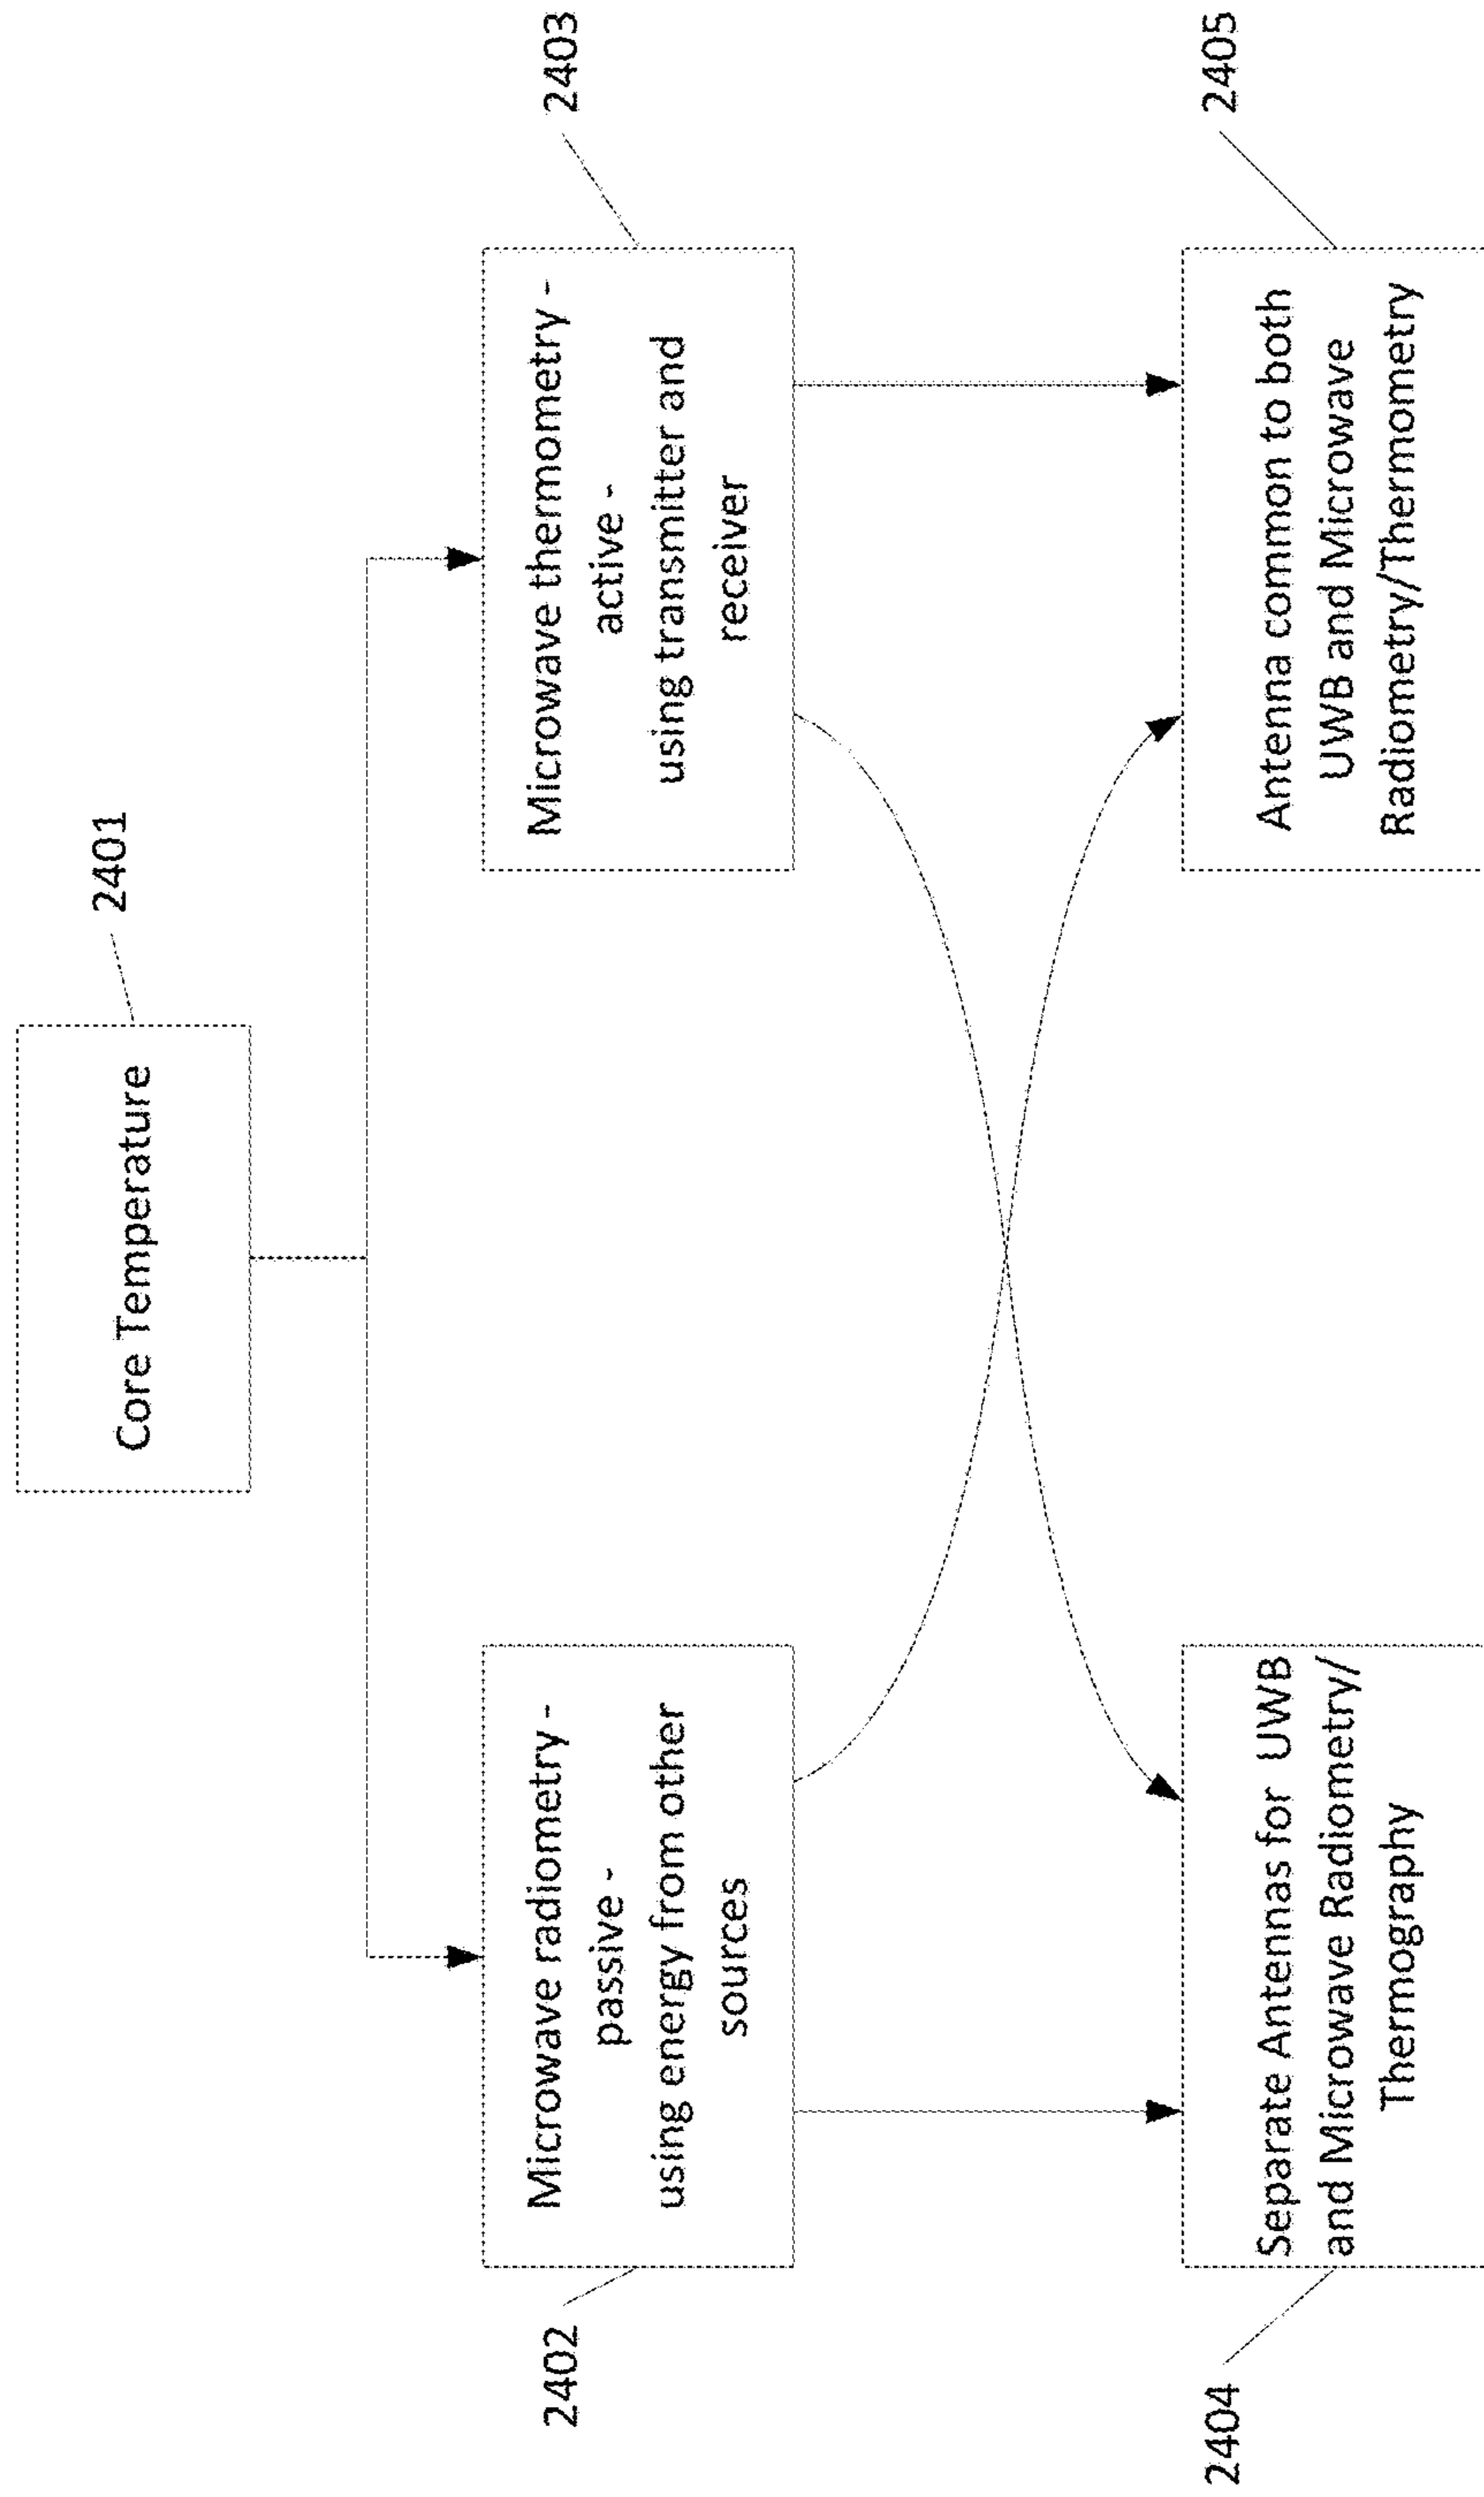 2401
Core Temperature
2402
Microwave radiometry -
passive -
using energy from other
sources
2403
Microwave thermometry -
active -
using transmitter and
receiver
2404
Separate Antennas for UWB
and Microwave Radiometry/
Thermography
2405
Antenna common to both
UWB and Microwave
Radiometry/Thermometry